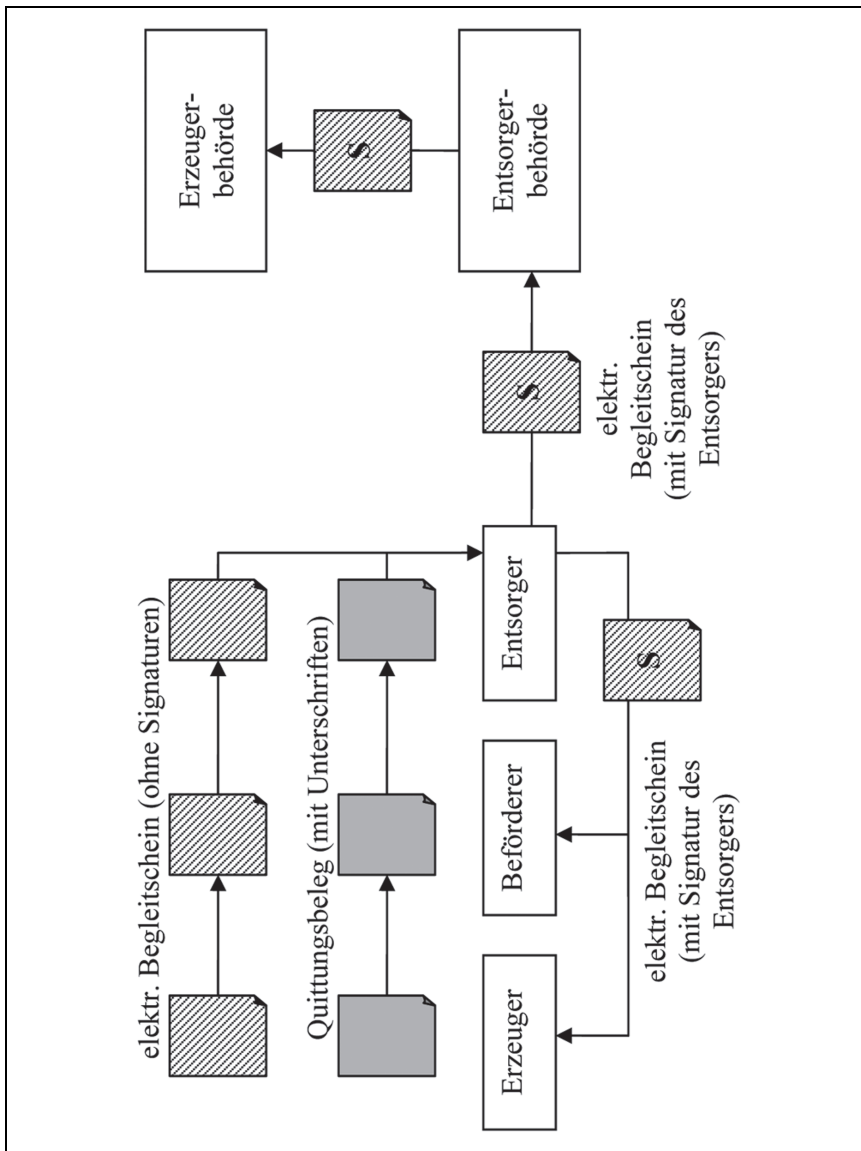 elektr. Begleitschein (ohne Signaturen)
Quittungsbeleg (mit Unterschriften)
Erzeuger
Beförderer
Entsorger
S
elektr. Begleitschein
(mit Signatur des
Entsorgers)
S
elektr.
Begleitschein
(mit Signatur des
Entsorgers)
Erzeuger-
behörde
S
Entsorger-
behörde